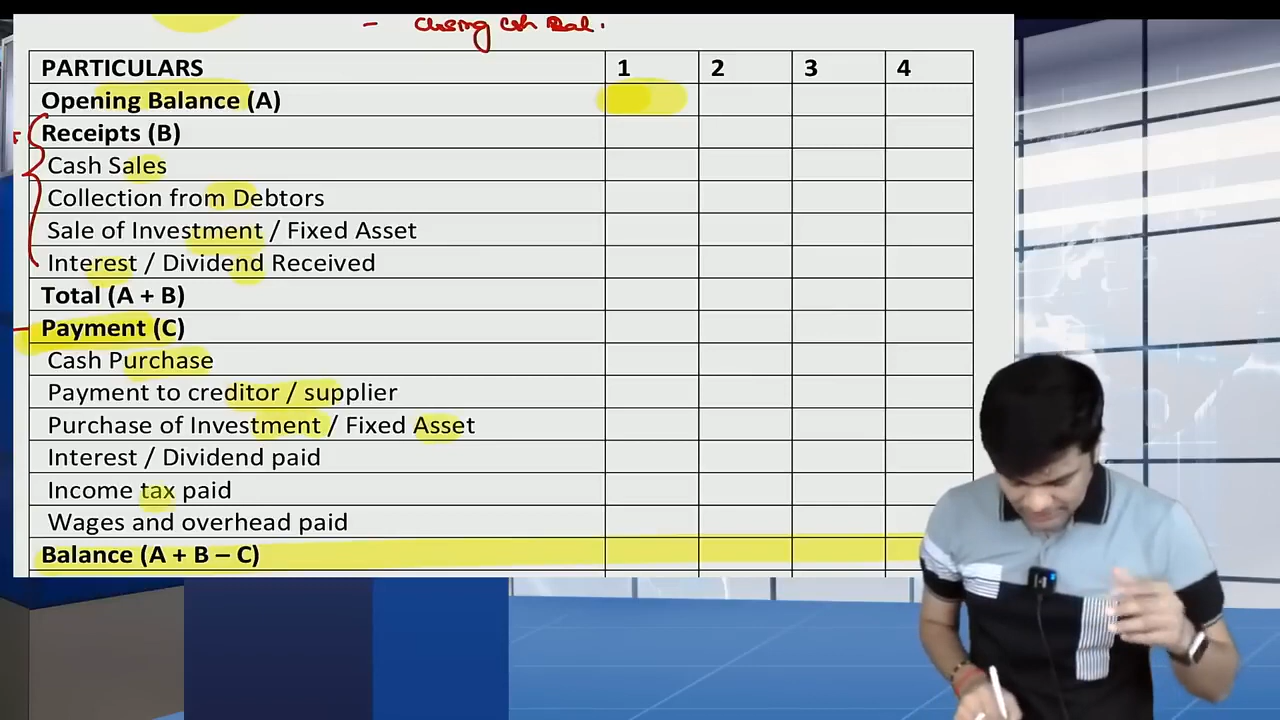 - Closing Csh Bal.
PARTICULARS 1 2 3 4
Opening Balance (A)
Receipts (B)
Cash Sales
Collection from Debtors
Sale of Investment / Fixed Asset
Interest / Dividend Received
Total (A + B)
Payment (C)
Cash Purchase
Payment to creditor / supplier
Purchase of Investment / Fixed Asset
Interest / Dividend paid
Income tax paid
Wages and overhead paid
Balance (A + B – C)